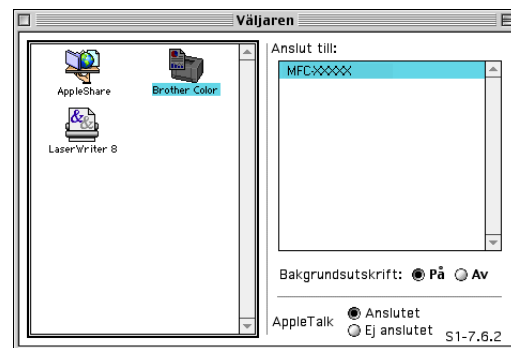 Väljaren
AppleShare
Brother Color
LaserWriter 8
Anslut till:
MFC-XXXXX
Bakgrundsutskrift: På Av
AppleTalk
Anslutet
Ej anslutet
S1-7.6.2